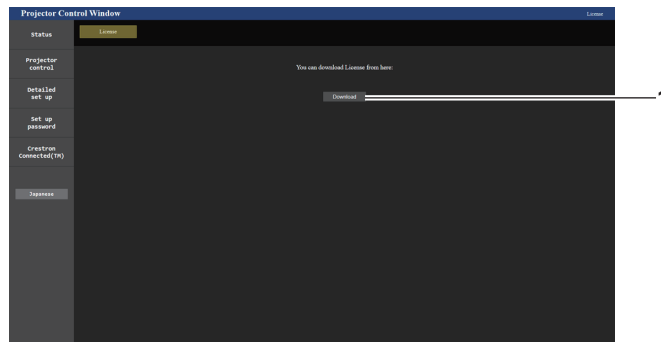 Projector Control Window
License
Status
License
Projector
control
You can download License from here:
Detailed
set up
Download
1
Set up
password
Crestron
Connected(TM)
Japanese